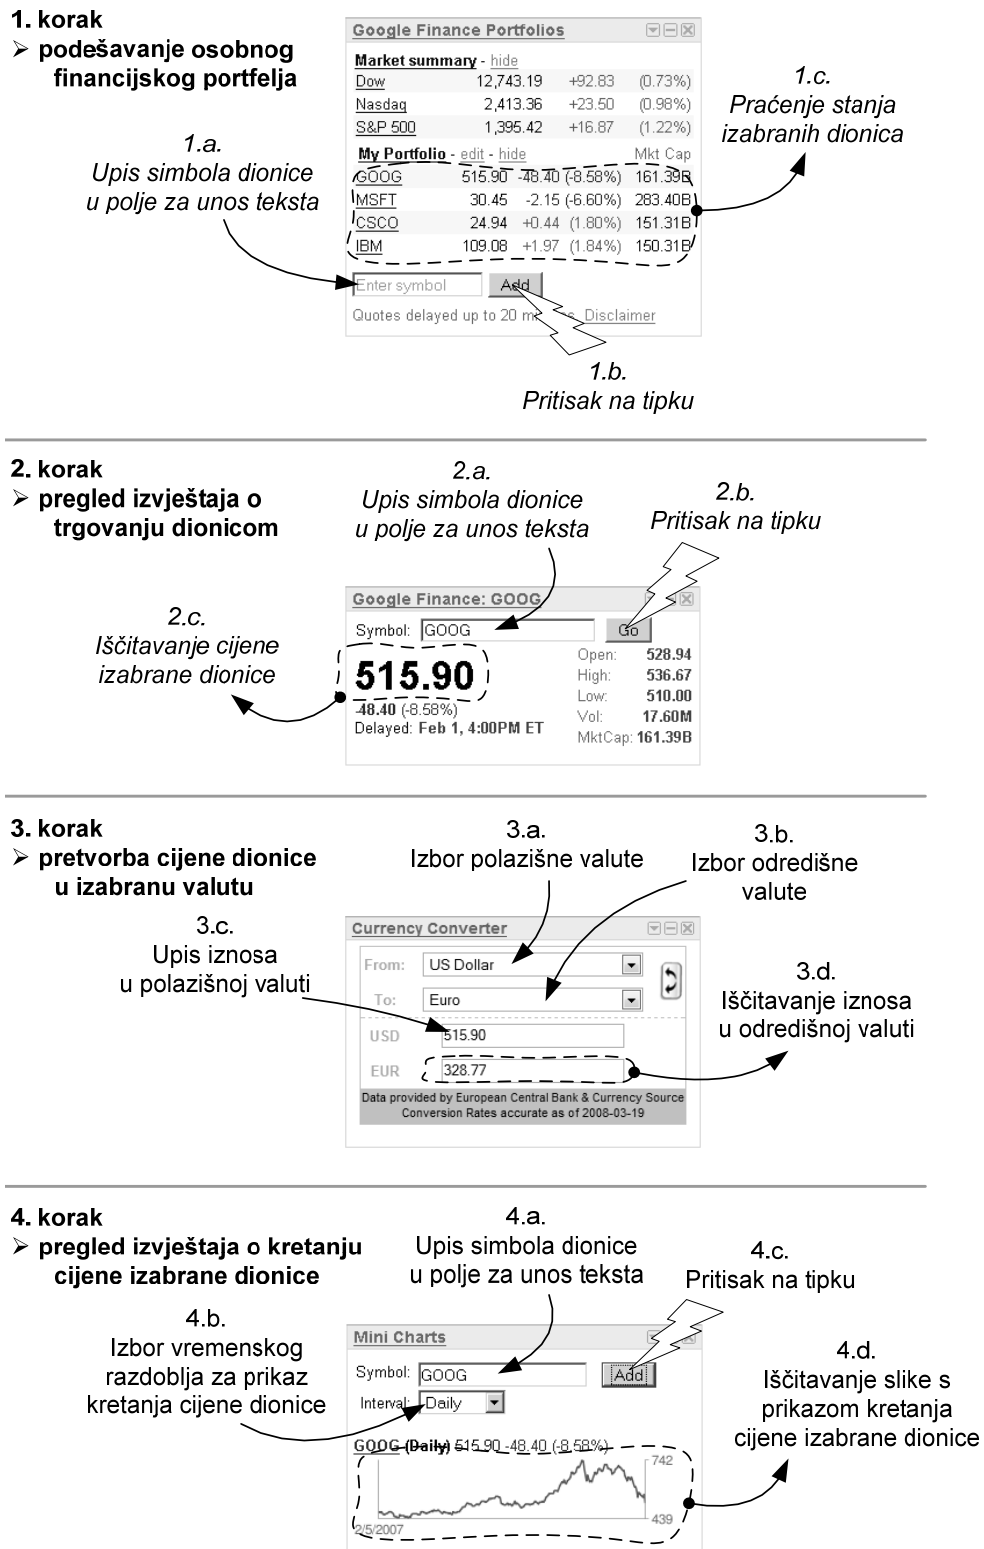 1. korak
➢ podešavanje osobnog
financijskog portfelja
1.a.
Upis simbola dionice
u polje za unos teksta
Google Finance Portfolios
Market summary - hide
Dow 12,743.19 +92.83 (0.73%)
Nasdaq 2,413.36 +23.50 (0.98%)
S&P 500 1,395.42 +16.87 (1.22%)
My Portfolio - edit - hide Mkt Cap
GOOG 515.90 -48.40 (-8.58%) 161.39B
MSFT 30.45 -2.15 (-6.60%) 283.40B
CSCO 24.94 +0.44 (1.80%) 151.31B
IBM 109.08 +1.97 (1.84%) 150.31B
Enter symbol Add
Quotes delayed up to 20 Disclaimer
1.c.
Praćenje stanja
izabranih dionica
1.b.
Pritisak na tipku
2. korak
➢ pregled izvještaja o
trgovanju dionicom
2.a.
Upis simbola dionice
u polje za unos teksta
2.b.
Pritisak na tipku
2.c.
Iščitavanje cijene
izabrane dionice
Google Finance: GOOG
Symbol: GOOG Go
515.90
-48.40 (-8.58%)
Delayed: Feb 1, 4:00PM ET
Open: 528.94
High: 536.67
Low: 510.00
Vol: 17.60M
MktCap: 161.39B
3. korak
➢ pretvorba cijene dionice
u izabranu valutu
3.a.
Izbor polazišne valute
3.b.
Izbor odredišne
valute
3.c.
Upis iznosa
u polazišnoj valuti
Currency Converter
From: US Dollar
To: Euro
USD 515.90
EUR 328.77
Data provided by European Central Bank & Currency Source
Conversion Rates accurate as of 2008-03-19
3.d.
Iščitavanje iznosa
u odredišnoj valuti
4. korak
➢ pregled izvještaja o kretanju
cijene izabrane dionice
4.a.
Upis simbola dionice
u polje za unos teksta
4.c.
Pritisak na tipku
4.b.
Izbor vremenskog
razdoblja za prikaz
kretanja cijene dionice
Mini Charts
Symbol: GOOG Add
Interval: Daily
GOOG (Daily) 515.90 -48.40 (-8.58%)
742
439
2/5/2007
4.d.
Iščitavanje slike s
prikazom kretanja
cijene izabrane dionice